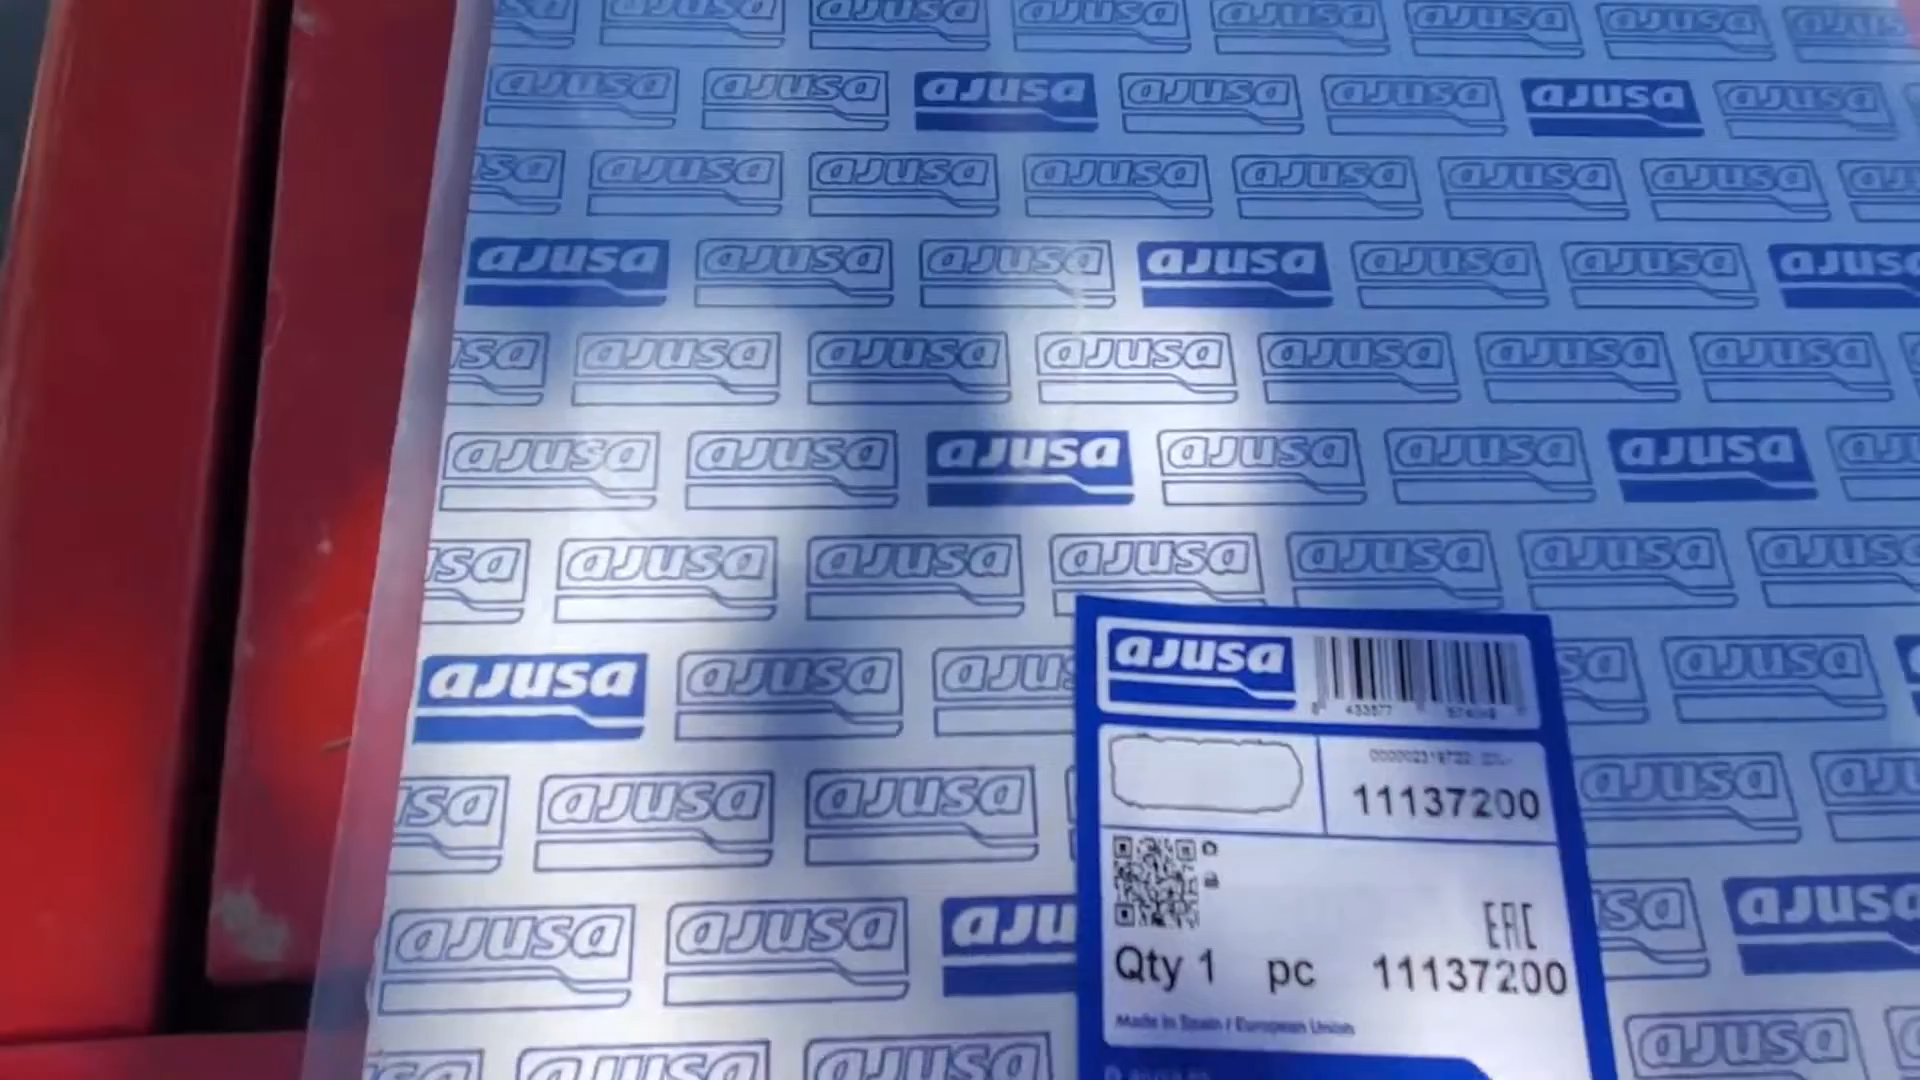 ajusa
11137200
EAC
Qty 1 pc 11137200
Made in Spain / European Union